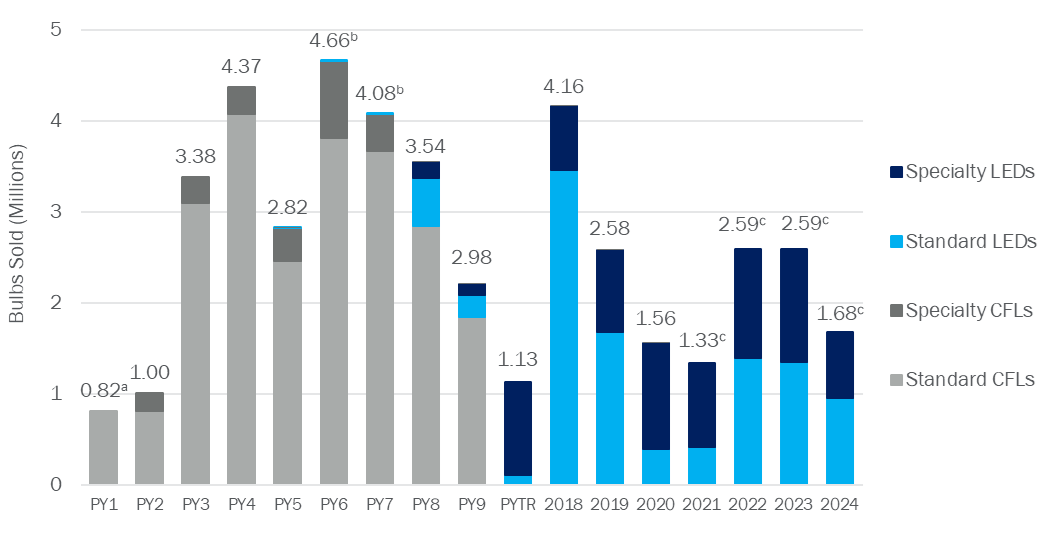 Bulbs Sold (Millions)
5
4
3
2
1
0
0.82ᵃ
1.00
3.38
4.37
2.82
4.66ᵇ
4.08ᵇ
3.54
2.98
1.13
4.16
2.58
1.56
1.33ᶜ
2.59ᶜ
2.59ᶜ
1.68ᶜ
PY1 PY2 PY3 PY4 PY5 PY6 PY7 PY8 PY9 PYTR 2018 2019 2020 2021 2022 2023 2024
Specialty LEDs
Standard LEDs
Specialty CFLs
Standard CFLs